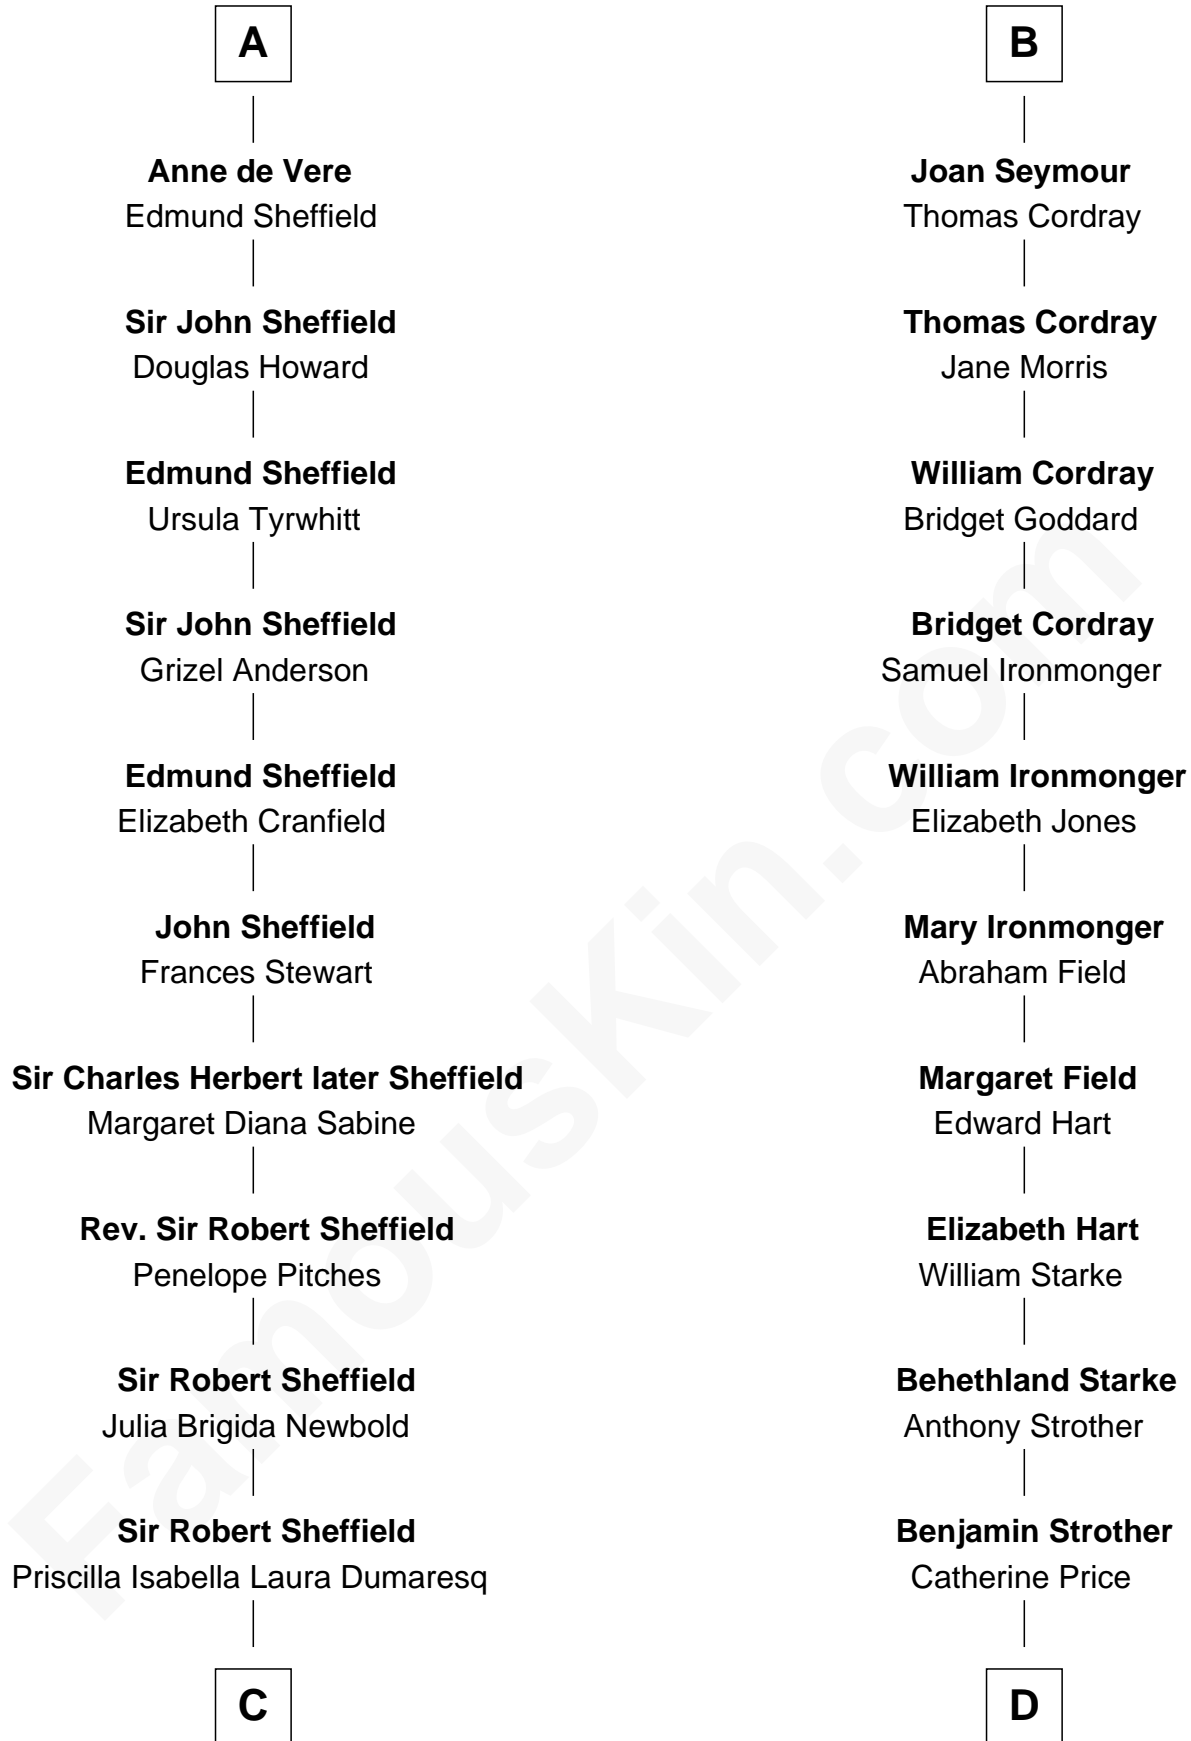 A
Anne de Vere
Edmund Sheffield
Sir John Sheffield
Douglas Howard
Edmund Sheffield
Ursula Tyrwhitt
Sir John Sheffield
Grizel Anderson
Edmund Sheffield
Elizabeth Cranfield
John Sheffield
Frances Stewart
Sir Charles Herbert later Sheffield
Margaret Diana Sabine
Rev. Sir Robert Sheffield
Penelope Pitches
Sir Robert Sheffield
Julia Brigida Newbold
Sir Robert Sheffield
Priscilla Isabella Laura Dumaresq
C
B
Joan Seymour
Thomas Cordray
Thomas Cordray
Jane Morris
William Cordray
Bridget Goddard
Bridget Cordray
Samuel Ironmonger
William Ironmonger
Elizabeth Jones
Mary Ironmonger
Abraham Field
Margaret Field
Edward Hart
Elizabeth Hart
William Starke
Behethland Starke
Anthony Strother
Benjamin Strother
Catherine Price
D
FamousKin.com